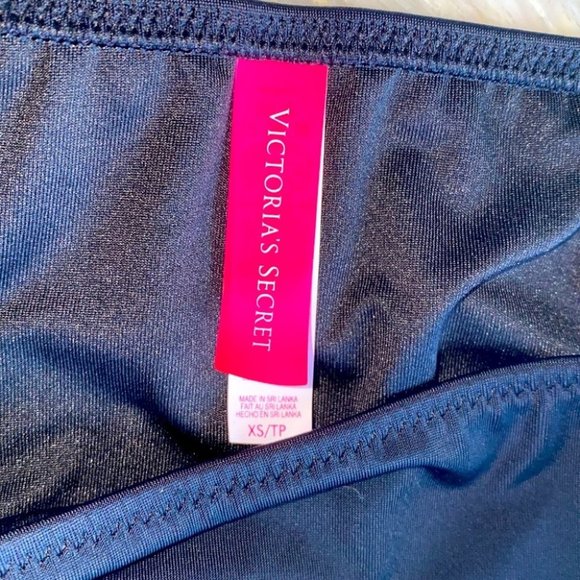 VICTORIA'S SECRET
MADE IN SRI LANKA
FAIT AU SRI LANKA
HECHO EN SRI LANKA
XS/TP